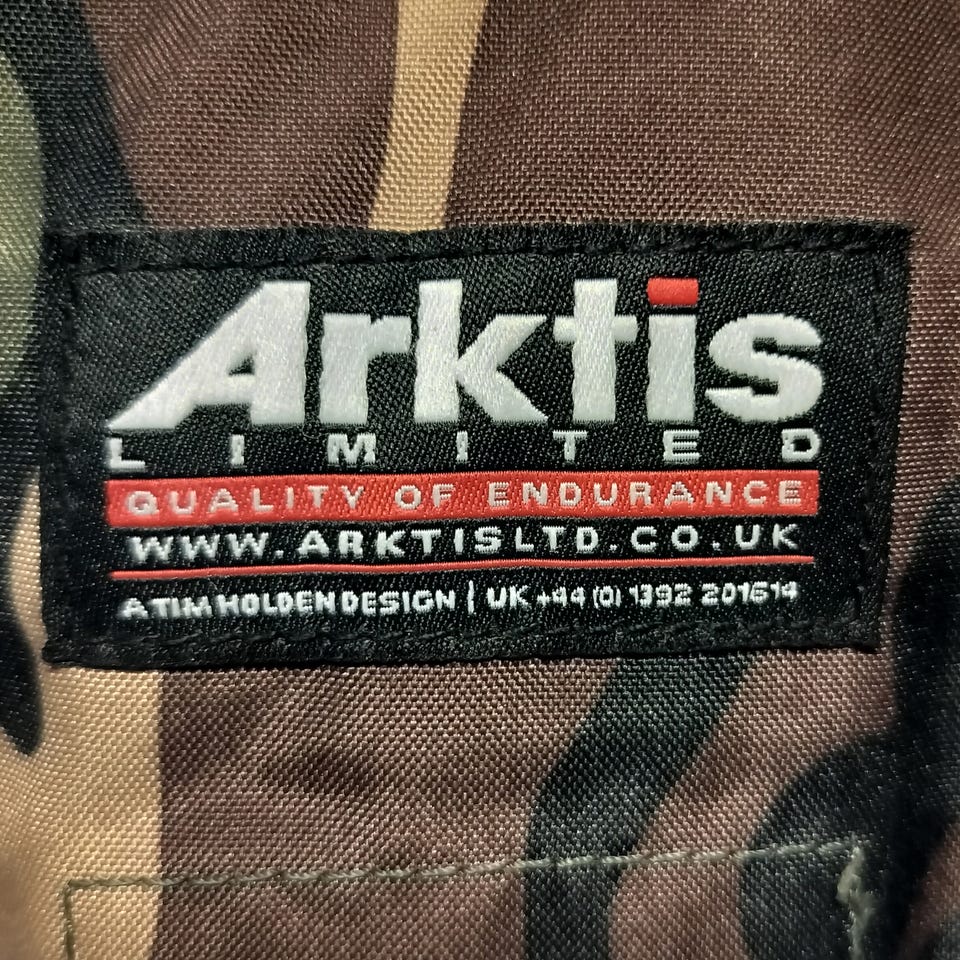 Arktis
LIMITED
QUALITY OF ENDURANCE
WWW.ARKTISLTD.CO.UK
A TIM HOLDEN DESIGN | UK +44 (0) 1392 201614